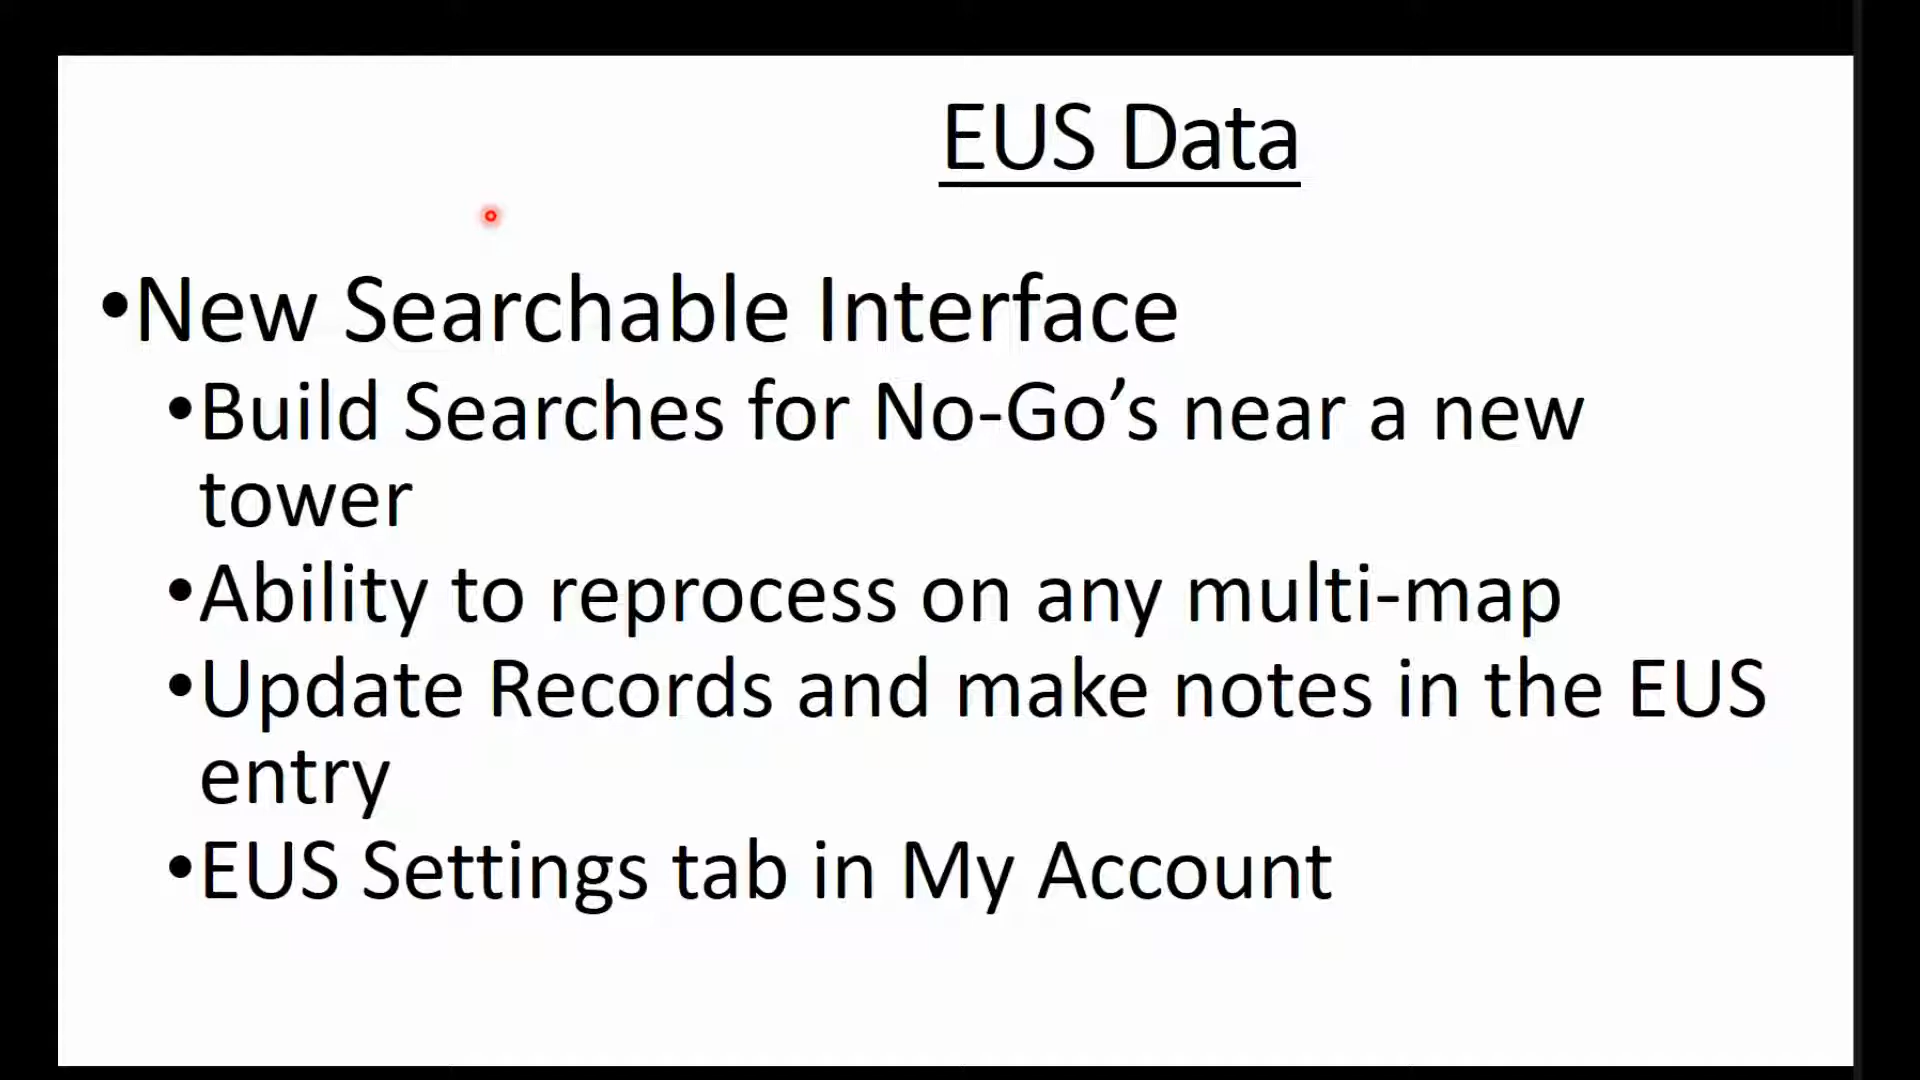 EUS Data
•New Searchable Interface
•Build Searches for No-Go’s near a new
tower
•Ability to reprocess on any multi-map
•Update Records and make notes in the EUS
entry
•EUS Settings tab in My Account